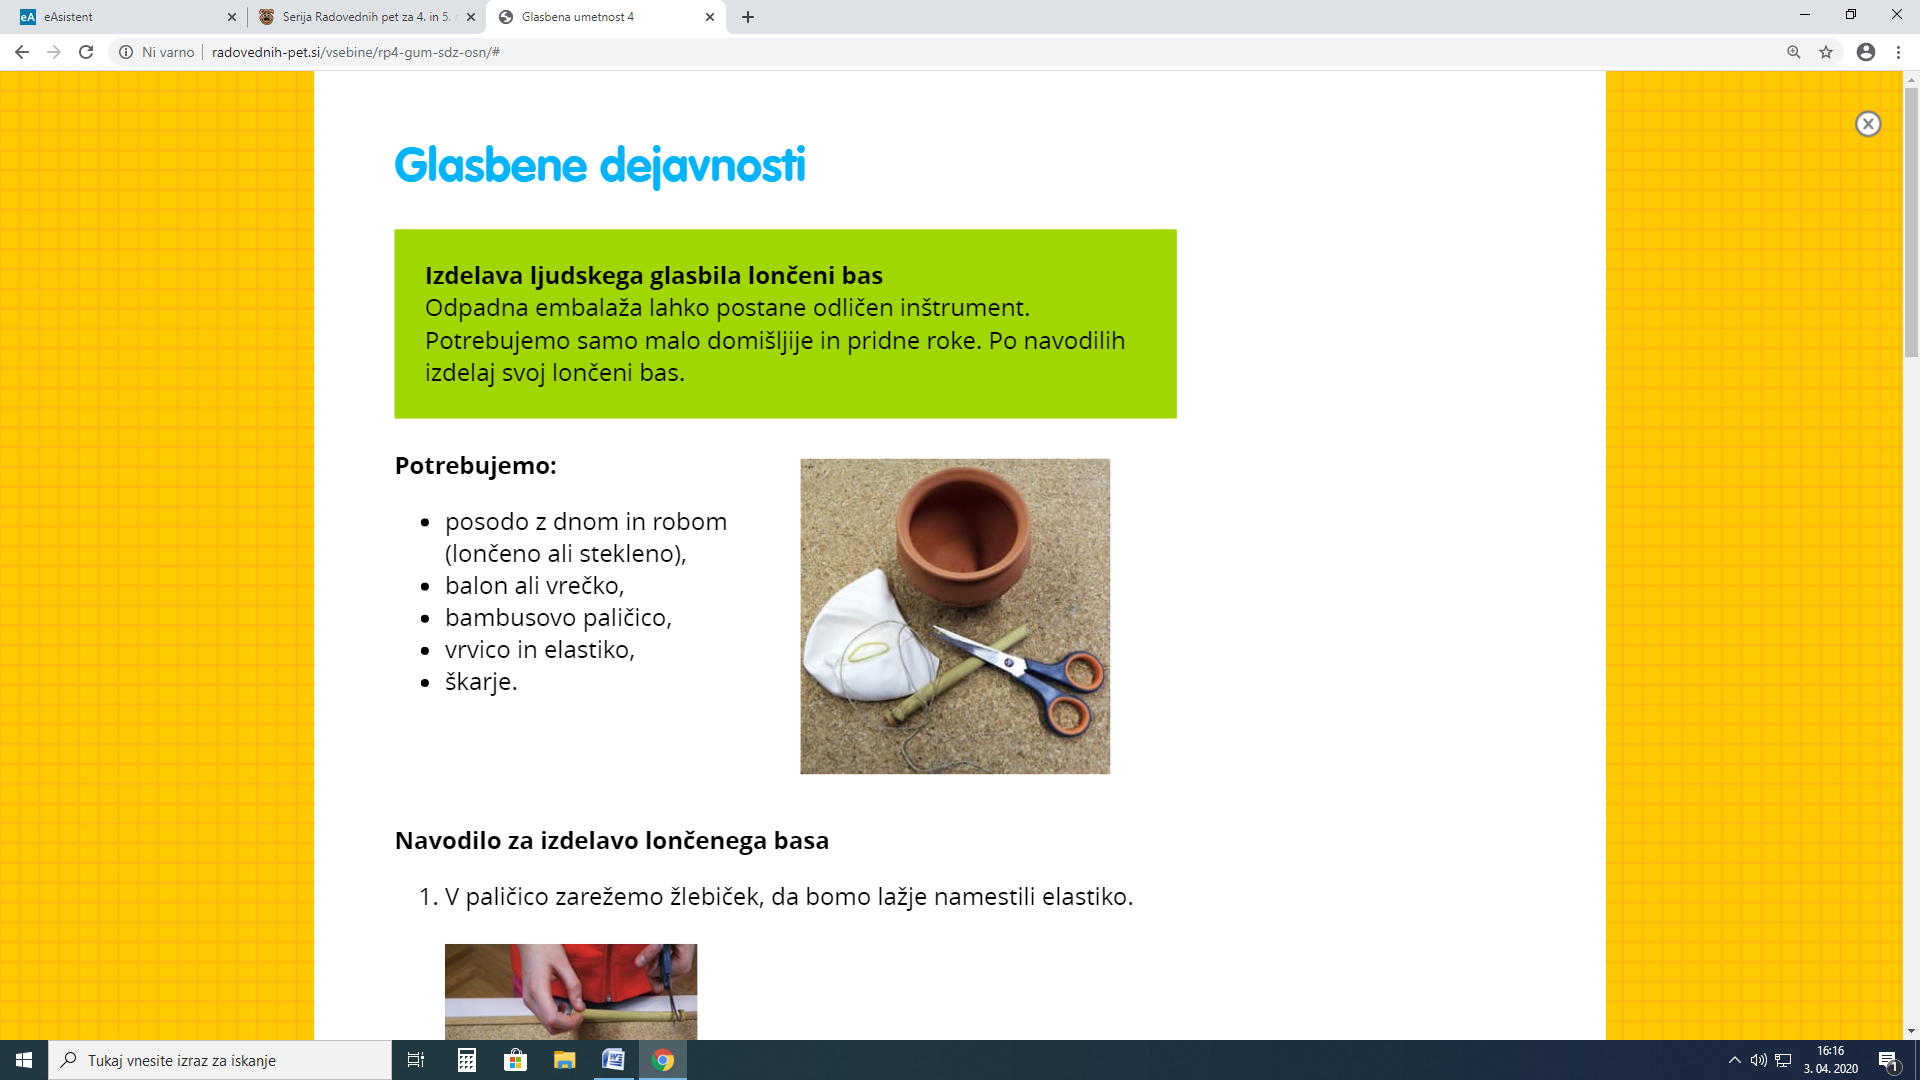 eAsistent
Serija Radovednih pet za 4. in 5.
Glasbena umetnost 4
Ni varno
radovednih-pet.si/vsebine/rp4-gum-sdz-osn/#
Glasbene dejavnosti
Izdelava ljudskega glasbila lončeni bas
Odpadna embalaža lahko postane odličen inštrument.
Potrebujemo samo malo domišljije in pridne roke. Po navodilih
izdelaj svoj lončeni bas.
Potrebujemo:
• posodo z dnom in robom
(lončeno ali stekleno),
• balon ali vrečko,
• bambusovo paličico,
• vrvico in elastiko,
• škarje.
Navodilo za izdelavo lončenega basa
1. V paličico zarežemo žlebiček, da bomo lažje namestili elastiko.
Tukaj vnesite izraz za iskanje
16:16
3. 04. 2020
1